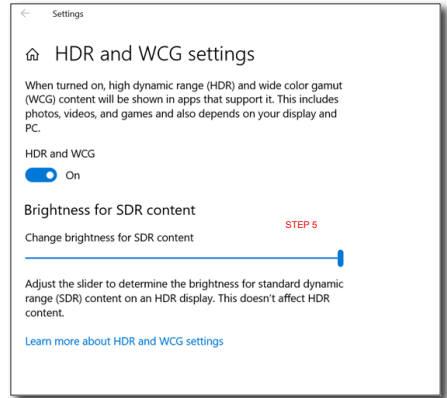 Settings
HDR and WCG settings
When turned on, high dynamic range (HDR) and wide color gamut
(WCG) content will be shown in apps that support it. This includes
photos, videos, and games and also depends on your display and
PC.
HDR and WCG
On
Brightness for SDR content
STEP 5
Change brightness for SDR content
Adjust the slider to determine the brightness for standard dynamic
range (SDR) content on an HDR display. This doesn't affect HDR
content.
Learn more about HDR and WCG settings